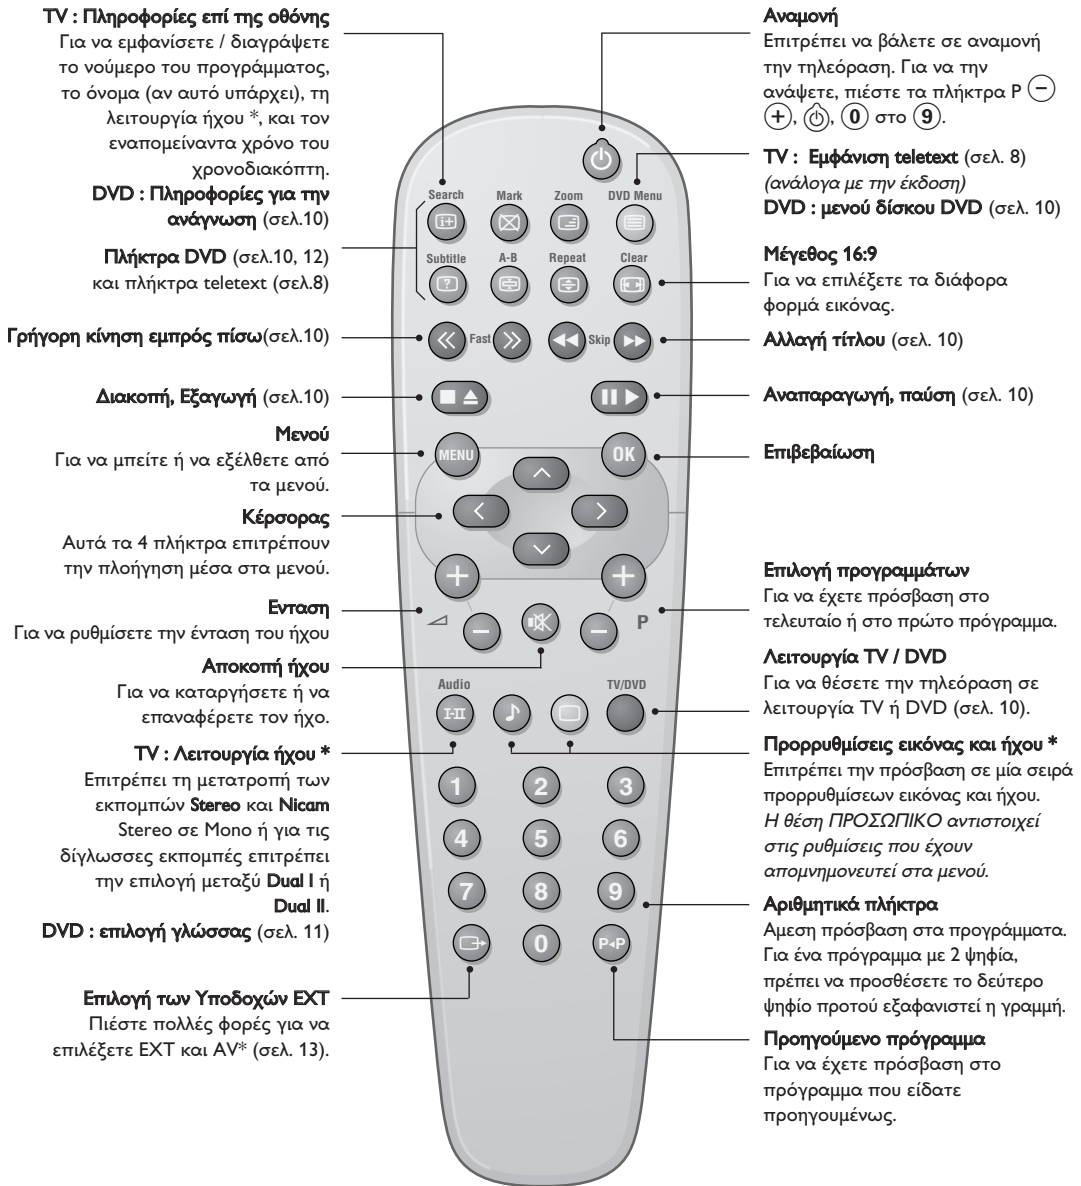 TV : Πληροφορίες επί της οθόνης
Για να εμφανίσετε / διαγράψετε
το νούμερο του προγράμματος,
το όνομα (αν αυτό υπάρχει), τη
λειτουργία ήχου *, και τον
εναπομείναντα χρόνο του
χρονοδιακόπτη.
DVD : Πληροφορίες για την
ανάγνωση (σελ.10)
Πλήκτρα DVD (σελ.10, 12)
και πλήκτρα teletext (σελ.8)
Γρήγορη κίνηση εμπρός πίσω(σελ.10)
Διακοπή, Εξαγωγή (σελ.10)
Μενού
Για να μπείτε ή να εξέλθετε από
τα μενού.
Κέρσορας
Αυτά τα 4 πλήκτρα επιτρέπουν
την πλοήγηση μέσα στα μενού.
Ενταση
Για να ρυθμίσετε την ένταση του ήχου
Αποκοπή ήχου
Για να καταργήσετε ή να
επαναφέρετε τον ήχο.
TV : Λειτουργία ήχου *
Επιτρέπει τη μετατροπή των
εκπομπών Stereo και Nicam
Stereo σε Mono ή για τις
δίγλωσσες εκπομπές επιτρέπει
την επιλογή μεταξύ Dual I ή
Dual II.
DVD : επιλογή γλώσσας (σελ. 11)
Επιλογή των Υποδοχών EXT
Πιέστε πολλές φορές για να
επιλέξετε EXT και AV* (σελ. 13).
Search Mark Zoom DVD Menu
i+
Subtitle A-B Repeat Clear
?
Fast Skip
MENU OK
+ +
- - P
Audio TV/DVD
I-II
1 2 3
4 5 6
7 8 9
0 P◂P
Αναμονή
Επιτρέπει να βάλετε σε αναμονή
την τηλεόραση. Για να την
ανάψετε, πιέστε τα πλήκτρα P −
+, ⏻, 0 στο 9.
TV : Εμφάνιση teletext (σελ. 8)
(ανάλογα με την έκδοση)
DVD : μενού δίσκου DVD (σελ. 10)
Μέγεθος 16:9
Για να επιλέξετε τα διάφορα
φορμά εικόνας.
Αλλαγή τίτλου (σελ. 10)
Αναπαραγωγή, παύση (σελ. 10)
Επιβεβαίωση
Επιλογή προγραμμάτων
Για να έχετε πρόσβαση στο
τελευταίο ή στο πρώτο πρόγραμμα.
Λειτουργία TV / DVD
Για να θέσετε την τηλεόραση σε
λειτουργία TV ή DVD (σελ. 10).
Προρρυθμίσεις εικόνας και ήχου *
Επιτρέπει την πρόσβαση σε μία σειρά
προρρυθμίσεων εικόνας και ήχου.
Η θέση ΠΡΟΣΩΠΙΚΟ αντιστοιχεί
στις ρυθμίσεις που έχουν
απομνημονευτεί στα μενού.
Αριθμητικά πλήκτρα
Αμεση πρόσβαση στα προγράμματα.
Για ένα πρόγραμμα με 2 ψηφία,
πρέπει να προσθέσετε το δεύτερο
ψηφίο προτού εξαφανιστεί η γραμμή.
Προηγούμενο πρόγραμμα
Για να έχετε πρόσβαση στο
πρόγραμμα που είδατε
προηγουμένως.